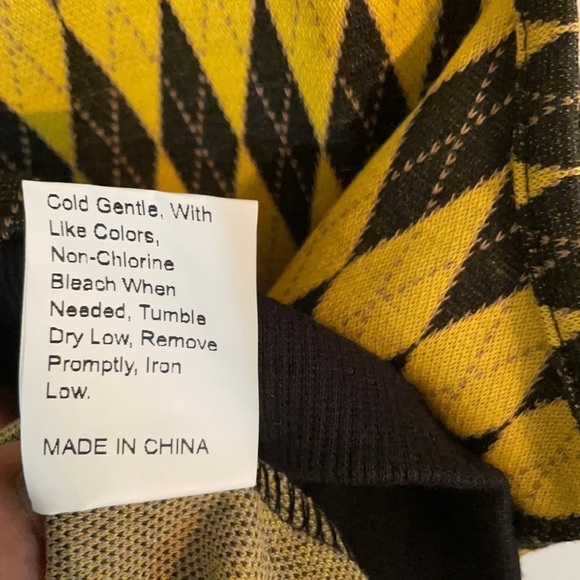 Cold Gentle, With
Like Colors,
Non-Chlorine
Bleach When
Needed, Tumble
Dry Low, Remove
Promptly, Iron
Low.
MADE IN CHINA